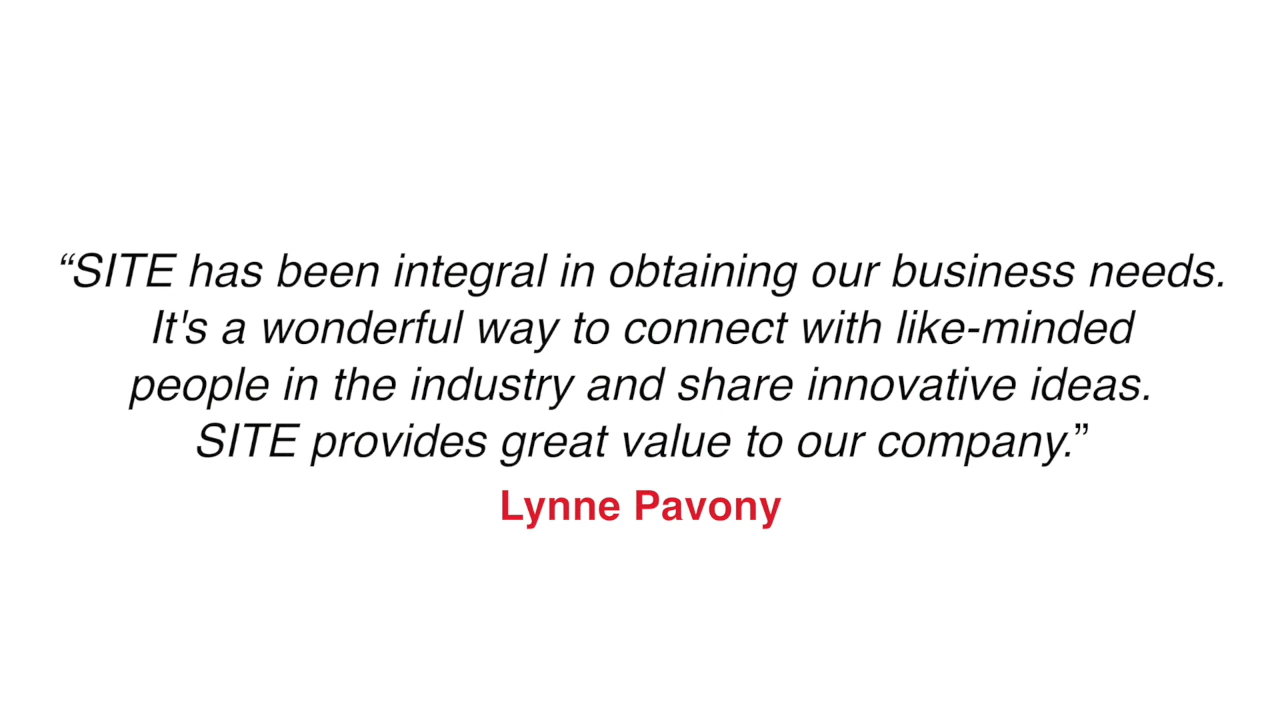 “SITE has been integral in obtaining our business needs.
It's a wonderful way to connect with like-minded
people in the industry and share innovative ideas.
SITE provides great value to our company.”
Lynne Pavony